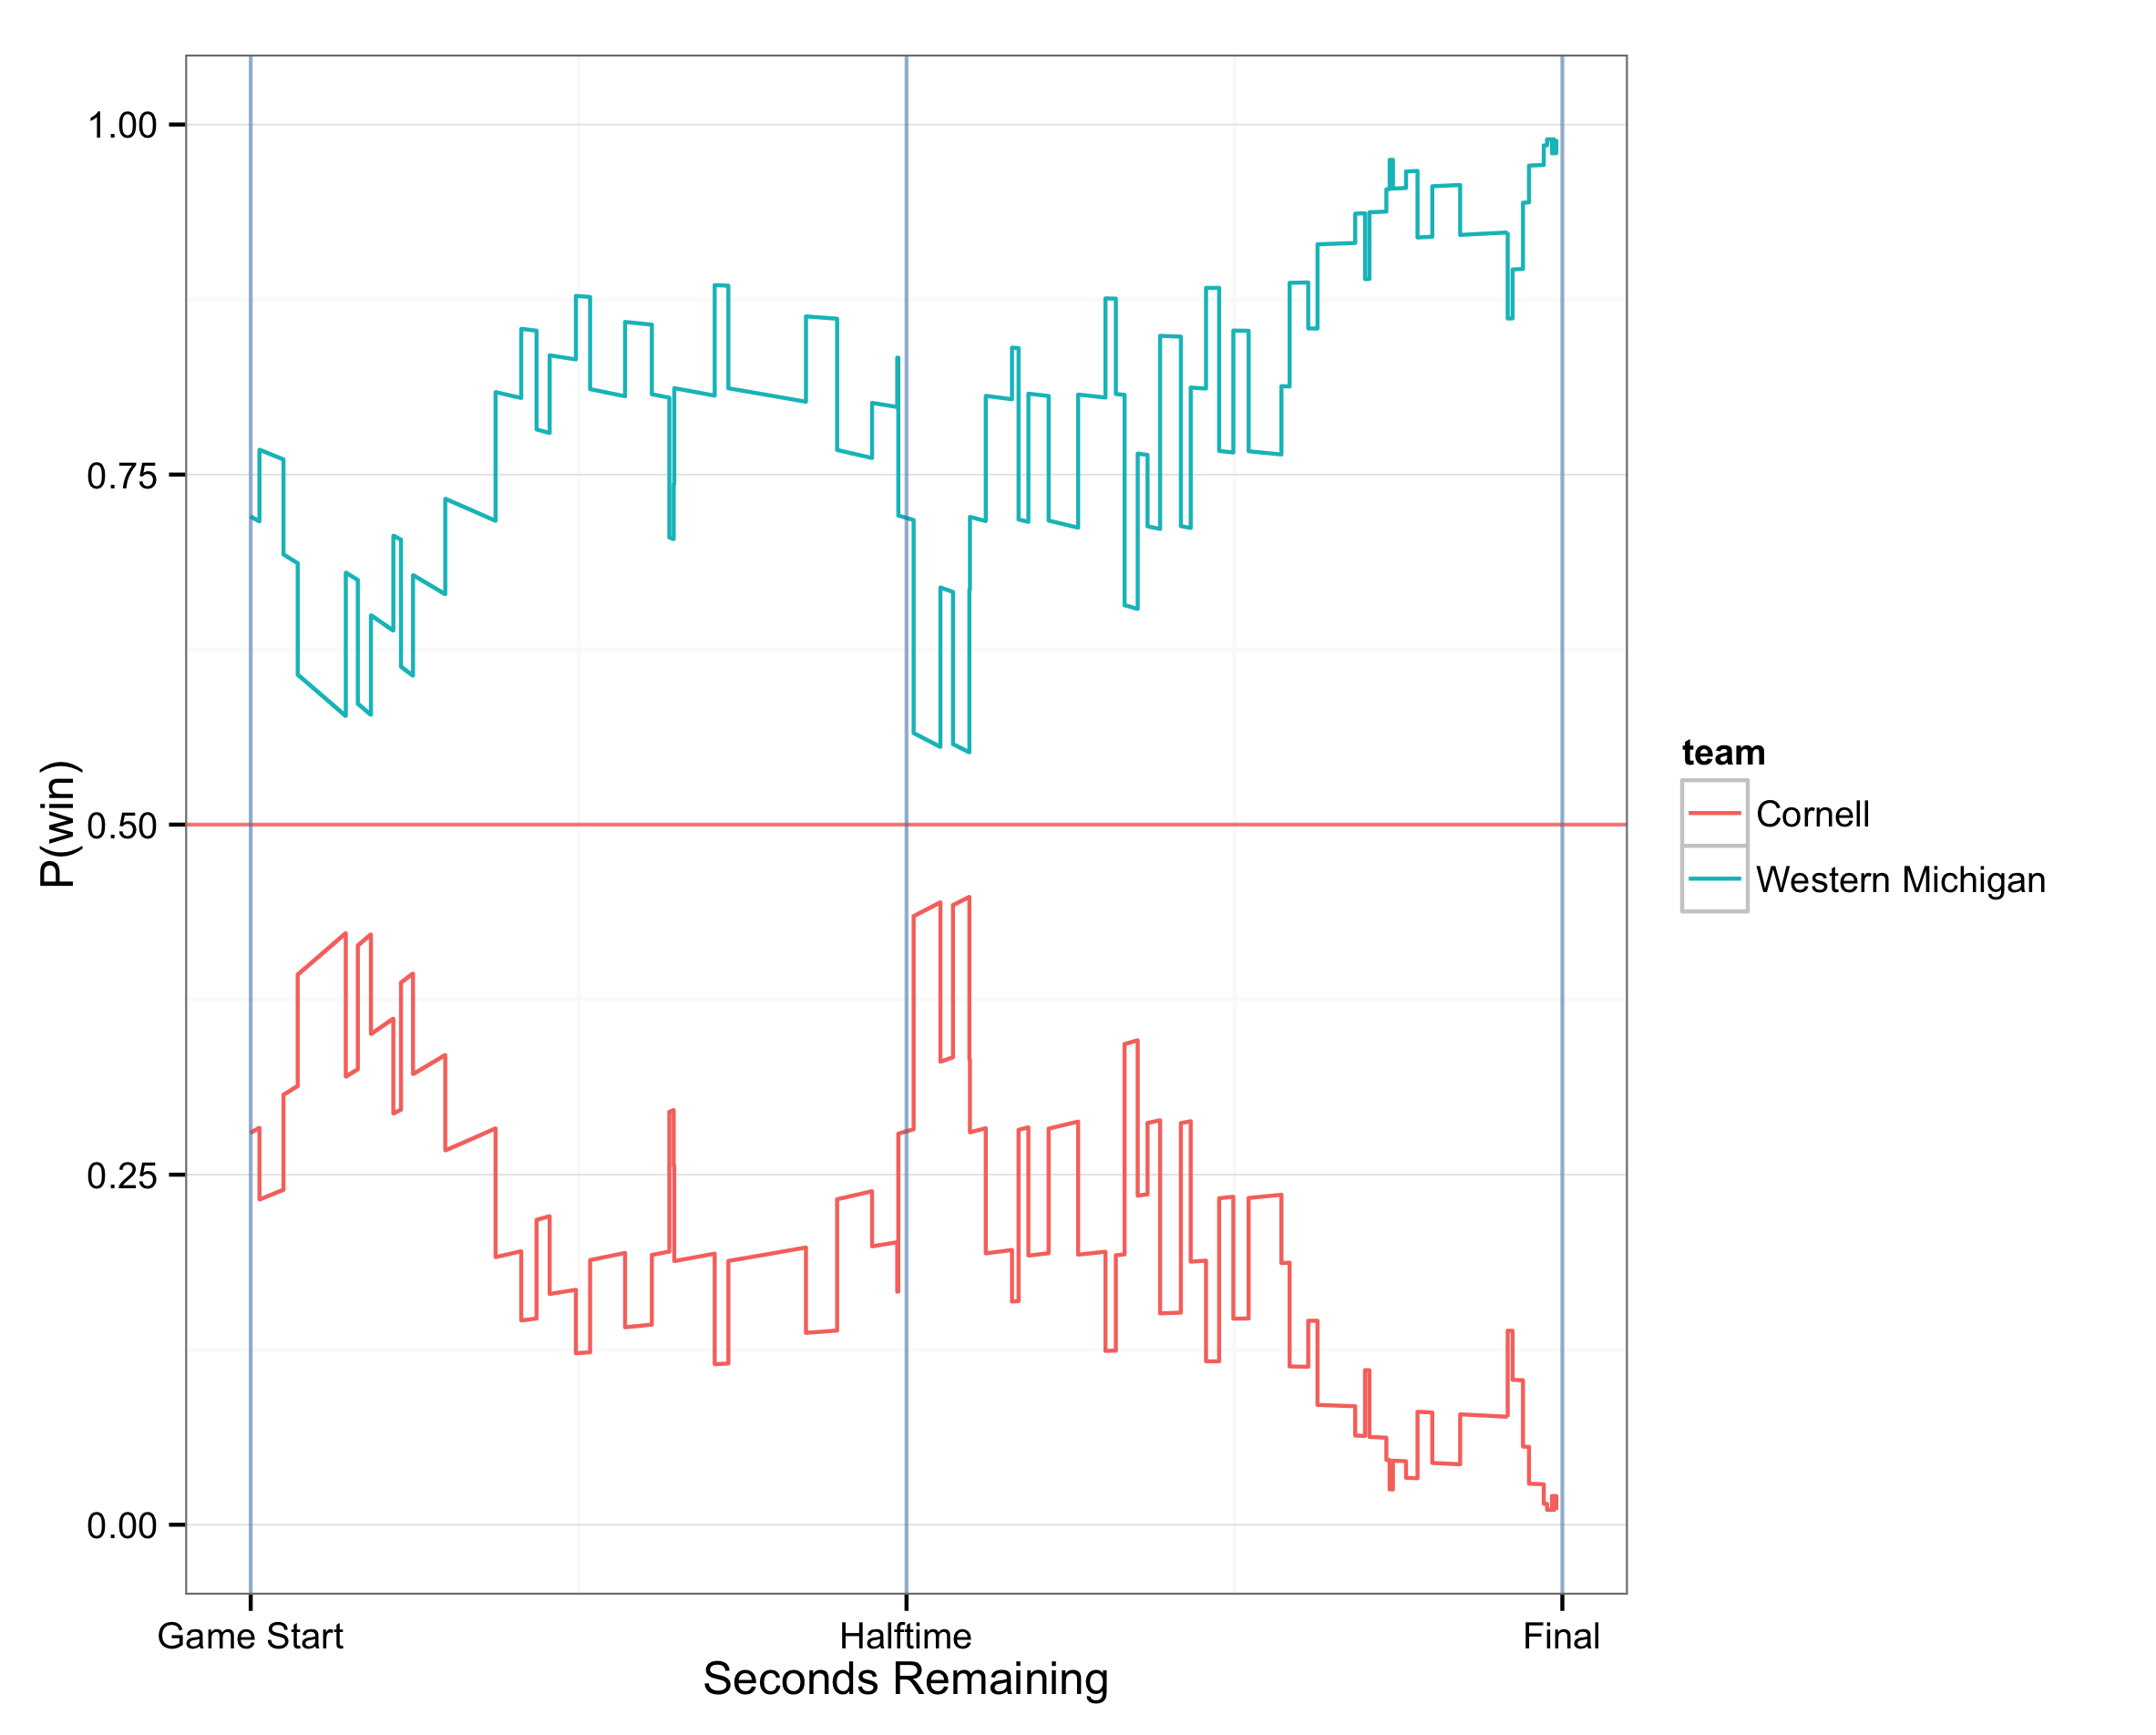 1.00
0.75
0.50
0.25
0.00
P(win)
Game Start
Halftime
Final
Seconds Remaining
team
Cornell
Western Michigan